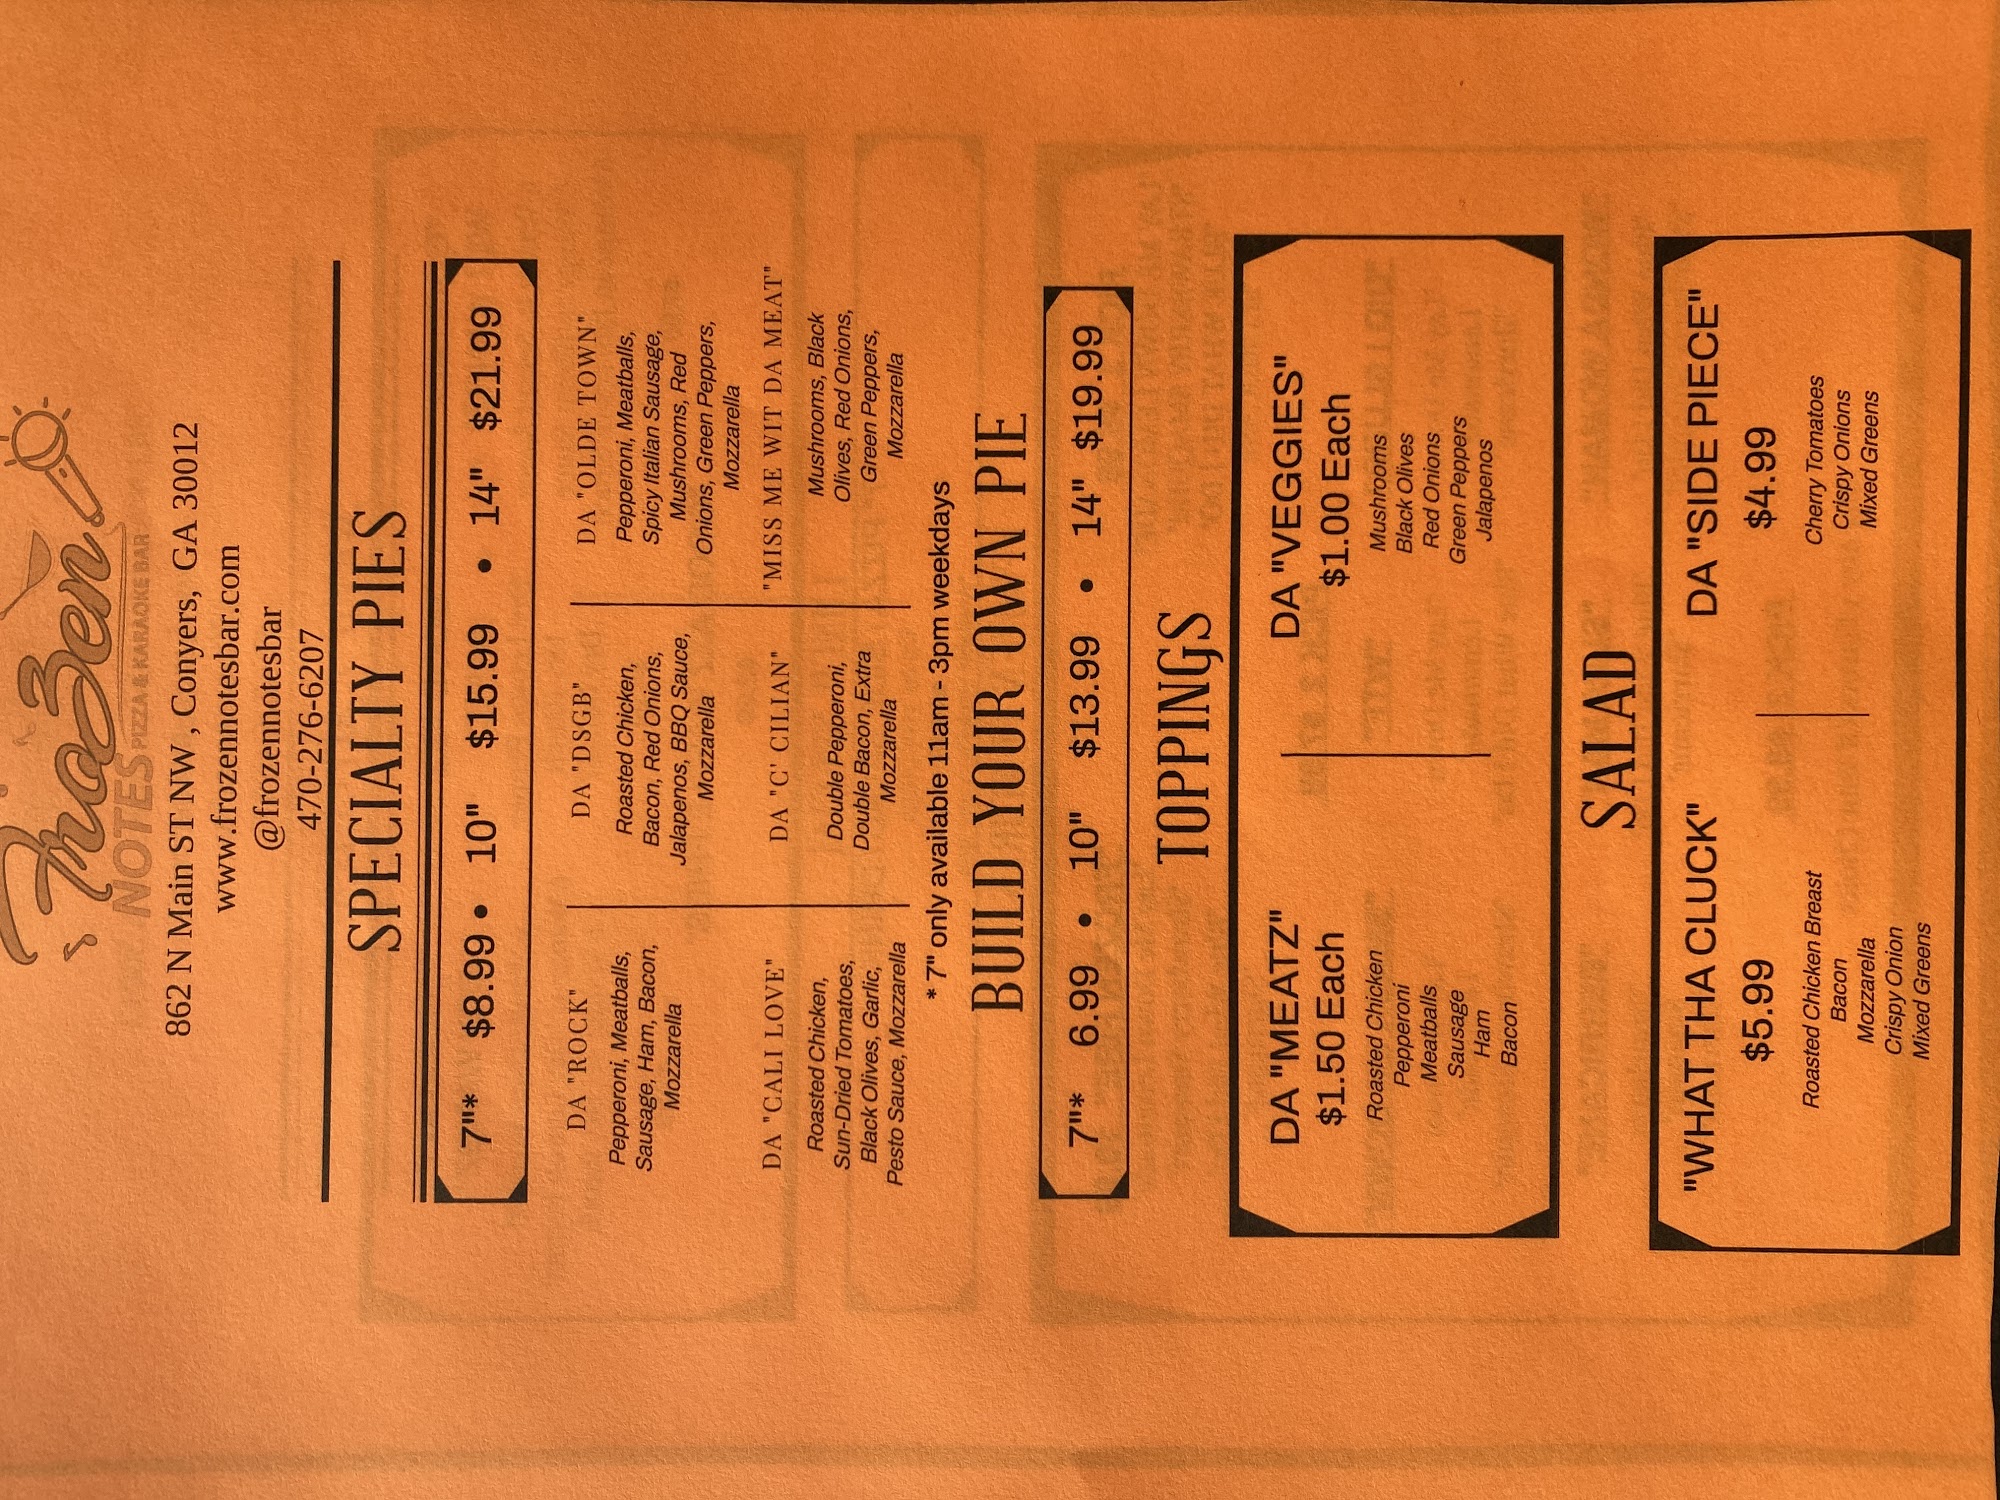 FroZen
NOTES PIZZA & KARAOKE BAR
862 N Main ST NW , Conyers, GA 30012
www.frozennotesbar.com
@frozennotesbar
470-276-6207
SPECIALTY PIES
7"* $8.99 • 10" $15.99 • 14" $21.99
DA "ROCK"
Pepperoni, Meatballs,
Sausage, Ham, Bacon,
Mozzarella
DA "DSGB"
Roasted Chicken,
Bacon, Red Onions,
Jalapenos, BBQ Sauce,
Mozzarella
DA "OLDE TOWN"
Pepperoni, Meatballs,
Spicy Italian Sausage,
Mushrooms, Red
Onions, Green Peppers,
Mozzarella
DA "CALI LOVE"
Roasted Chicken,
Sun-Dried Tomatoes,
Black Olives, Garlic,
Pesto Sauce, Mozzarella
DA "C' CILIAN"
Double Pepperoni,
Double Bacon, Extra
Mozzarella
"MISS ME WIT DA MEAT"
Mushrooms, Black
Olives, Red Onions,
Green Peppers,
Mozzarella
* 7" only available 11am - 3pm weekdays
BUILD YOUR OWN PIE
7"* 6.99 • 10" $13.99 • 14" $19.99
TOPPINGS
DA "MEATZ"
$1.50 Each
Roasted Chicken
Pepperoni
Meatballs
Sausage
Ham
Bacon
DA "VEGGIES"
$1.00 Each
Mushrooms
Black Olives
Red Onions
Green Peppers
Jalapenos
SALAD
"WHAT THA CLUCK"
$5.99
Roasted Chicken Breast
Bacon
Mozzarella
Crispy Onion
Mixed Greens
DA "SIDE PIECE"
$4.99
Cherry Tomatoes
Crispy Onions
Mixed Greens